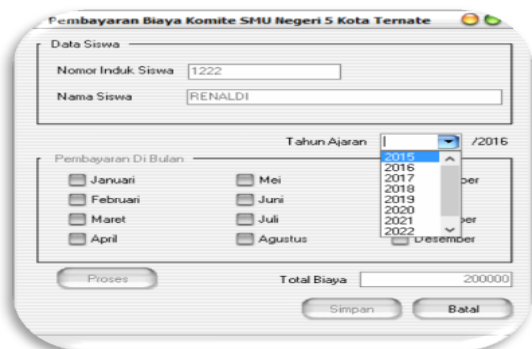 Pembayaran Biaya Komite SMU Negeri 5 Kota Ternate
Data Siswa
Nomor Induk Siswa 1222
Nama Siswa RENALDI
Tahun Ajaran /2016
2015
2016
2017
2018
2019
2020
2021
2022
Pembayaran Di Bulan
Januari Mei
Februari Juni
Maret Juli
April Agustus Desember
Proses Total Biaya 200000
Simpan Batal